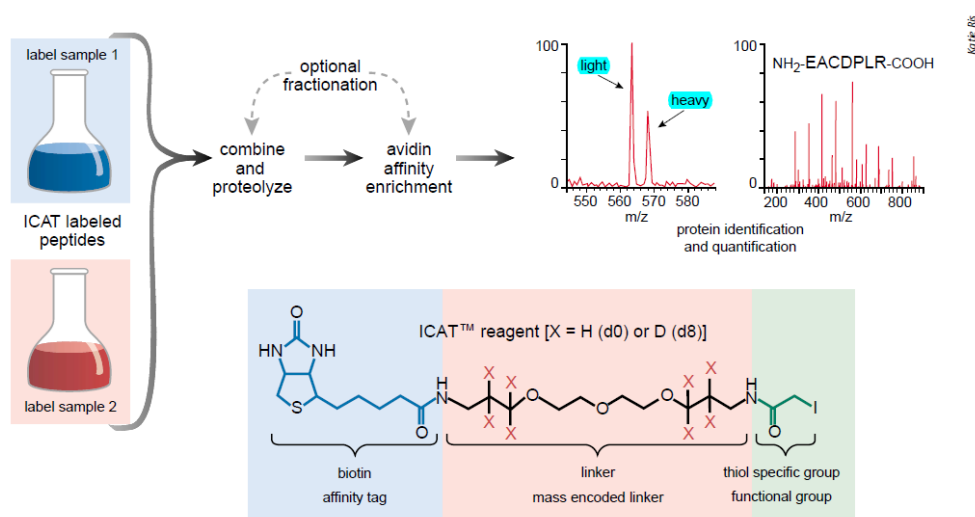 label sample 1
ICAT labeled
peptides
label sample 2
optional
fractionation
combine
and
proteolyze
avidin
affinity
enrichment
100
light
heavy
0
550 560 570 580
m/z
100
NH2-EACDPLR-COOH
0
200 400 600 800
m/z
protein identification
and quantification
ICAT™ reagent [X = H (d0) or D (d8)]
O
HN NH
S
O
H
N
X X
X X
O
O
O
X X
X X
H
N
O
I
biotin
affinity tag
linker
mass encoded linker
thiol specific group
functional group